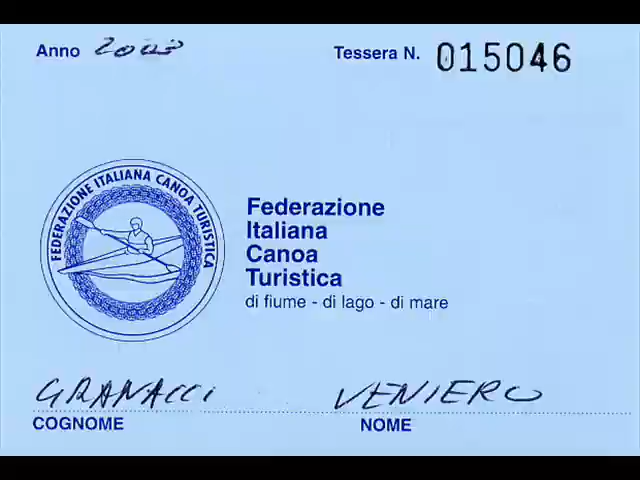 Anno 2003 Tessera N. 015046
FEDERAZIONE ITALIANA CANOA TURISTICA
Federazione
Italiana
Canoa
Turistica
di fiume - di lago - di mare
GRANACCI VENIERO
COGNOME NOME